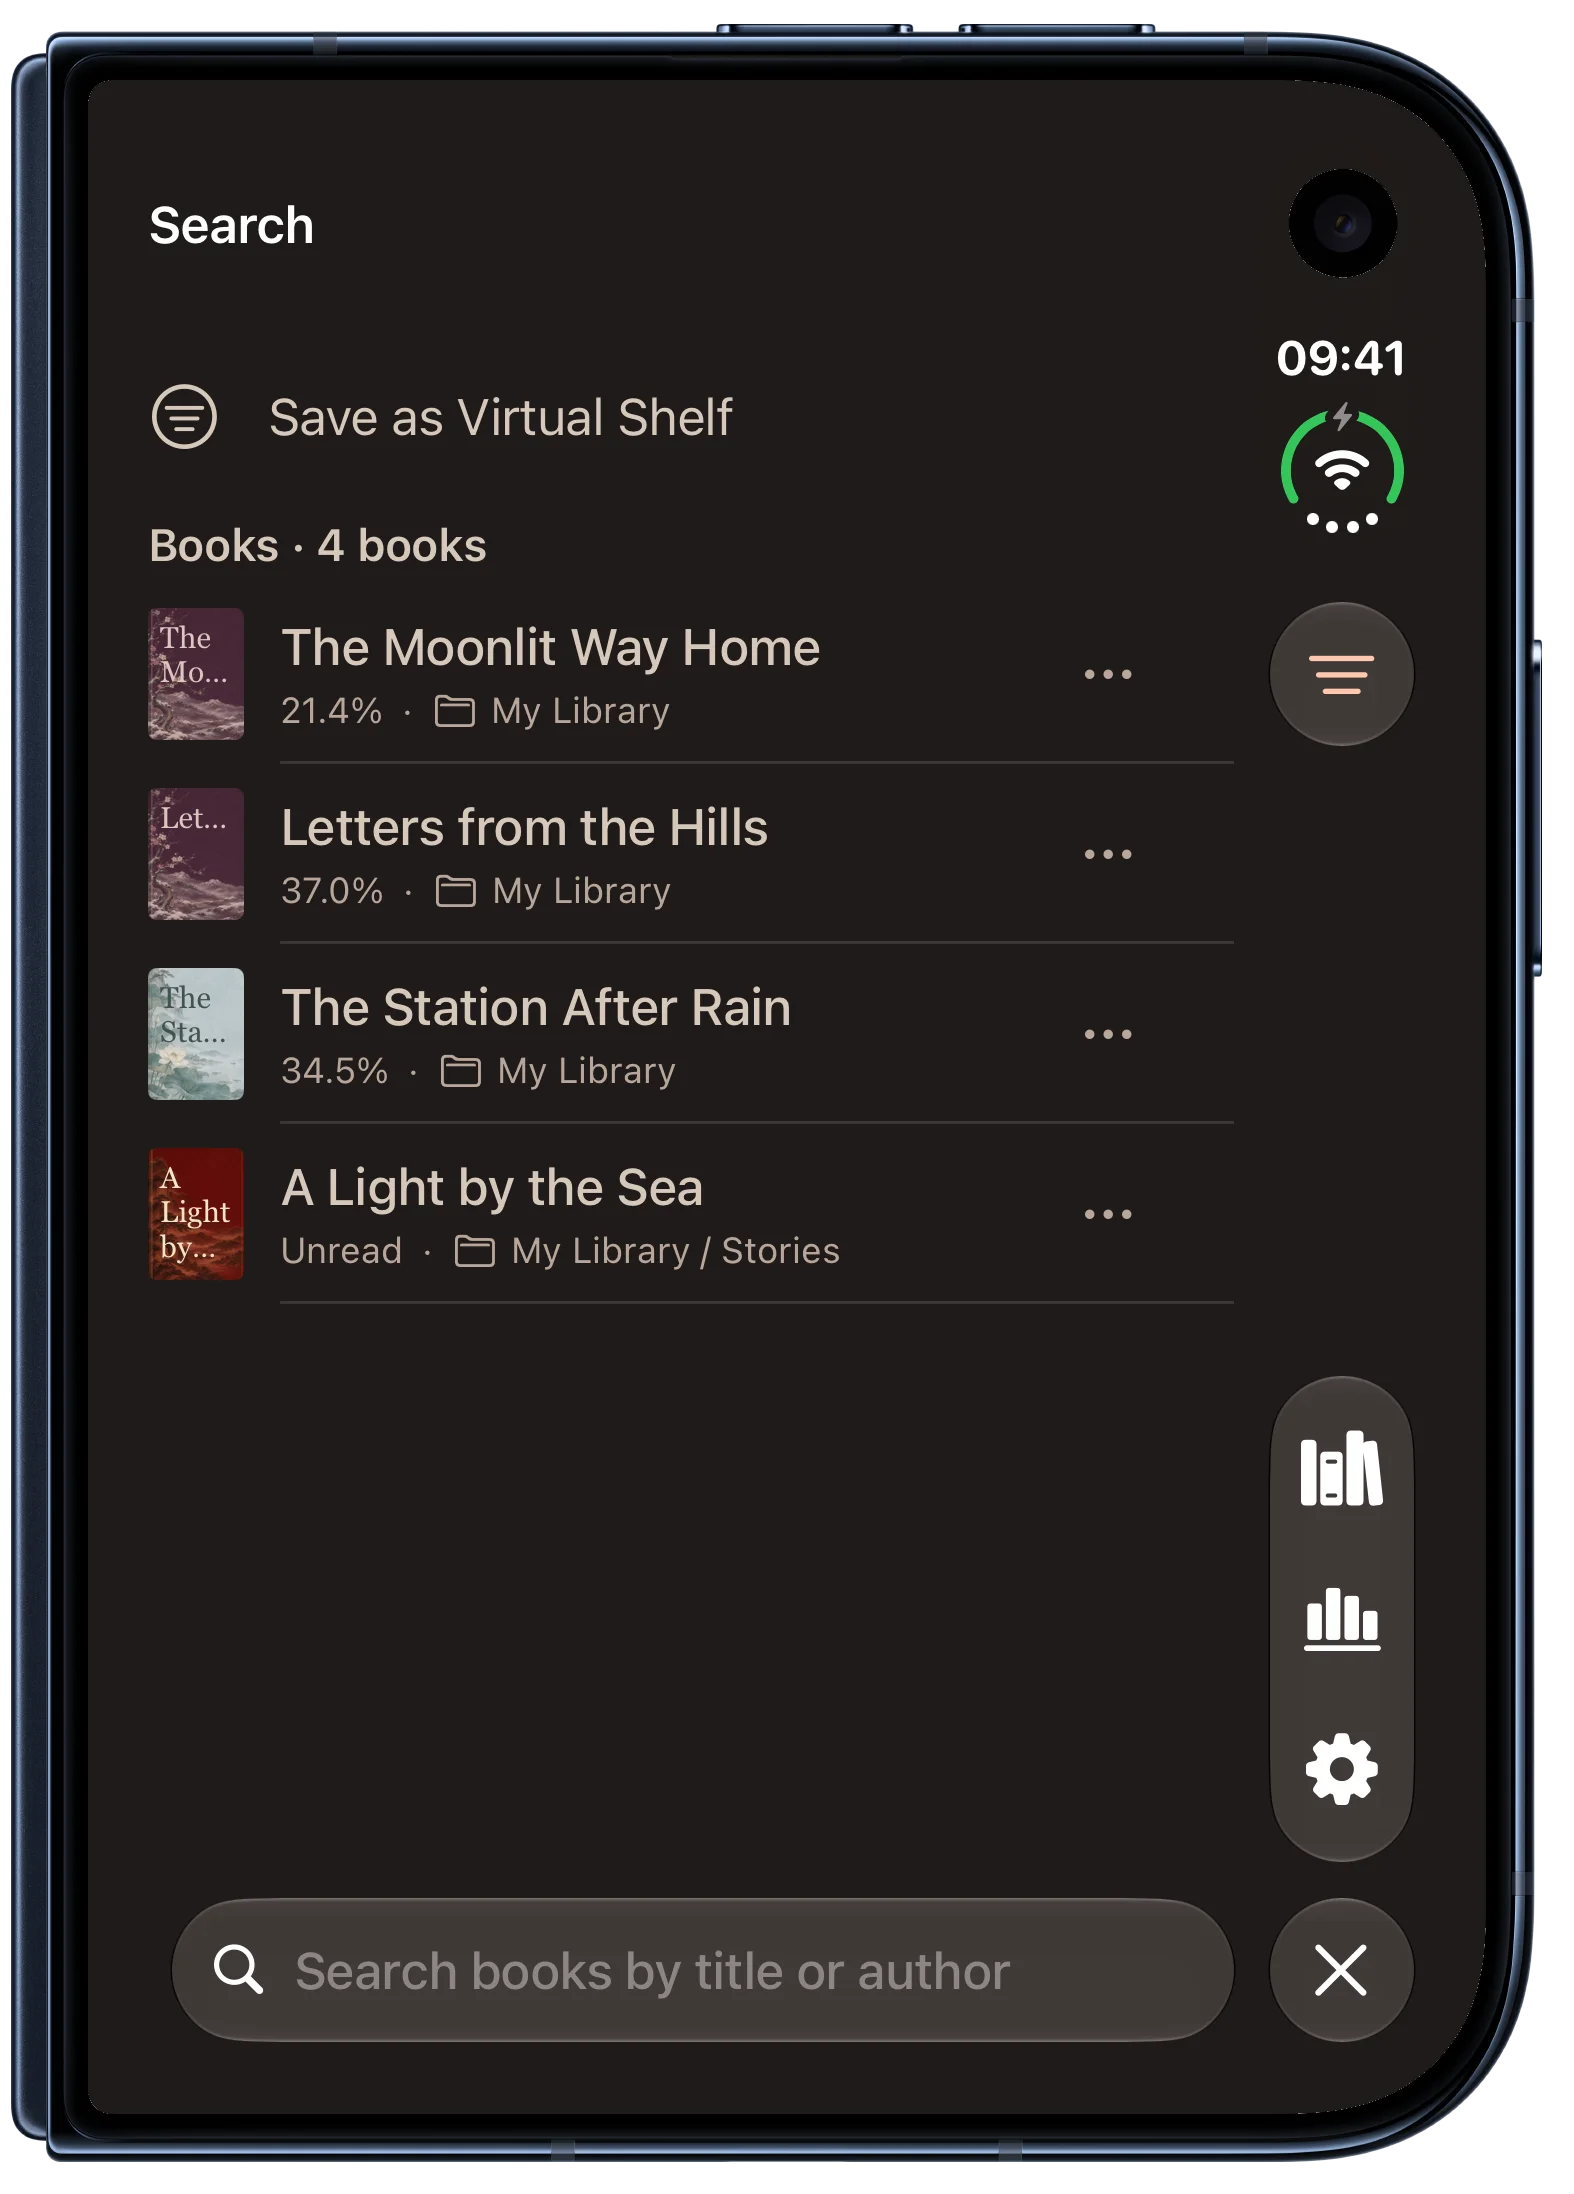 Search
09:41
Save as Virtual Shelf
Books · 4 books
The
Mo...
The Moonlit Way Home
21.4% · My Library
Let...
Letters from the Hills
37.0% · My Library
The
Sta...
The Station After Rain
34.5% · My Library
A
Light
by...
A Light by the Sea
Unread · My Library / Stories
Search books by title or author